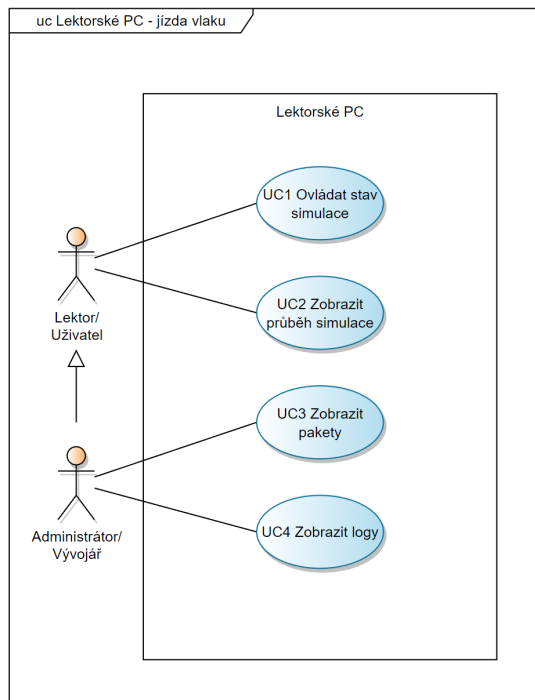 uc Lektorské PC - jízda vlaku
Lektorské PC
UC1 Ovládat stav
simulace
UC2 Zobrazit
průběh simulace
Lektor/
Uživatel
UC3 Zobrazit
pakety
UC4 Zobrazit logy
Administrátor/
Vývojář